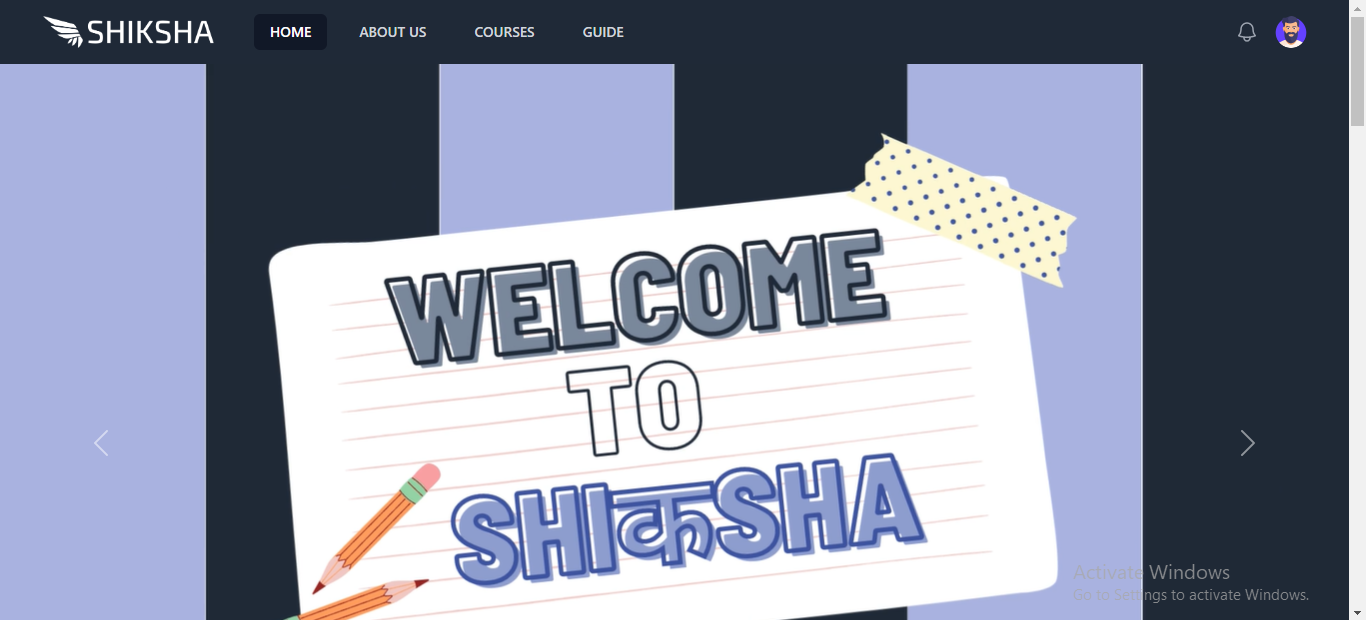 SHIKSHA HOME ABOUT US COURSES GUIDE
WELCOME
TO
SHIकSHA
Activate Windows
Go to Settings to activate Windows.